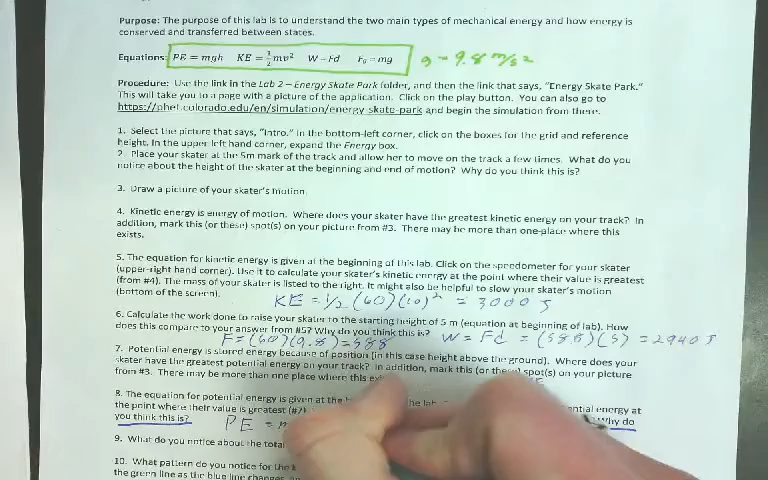 Purpose: The purpose of this lab is to understand the two main types of mechanical energy and how energy is
conserved and transferred between states.
Equations: PE = mgh KE = ½mv² W = Fd Fg = mg g = 9.8 m/s²
Procedure: Use the link in the Lab 2 – Energy Skate Park folder, and then the link that says, "Energy Skate Park."
This will take you to a page with a picture of the application. Click on the play button. You can also go to
https://phet.colorado.edu/en/simulation/energy-skate-park and begin the simulation from there.
1. Select the picture that says, "Intro." In the bottom-left corner, click on the boxes for the grid and reference
height. In the upper left hand corner, expand the Energy box.
2. Place your skater at the 5m mark of the track and allow her to move on the track a few times. What do you
notice about the height of the skater at the beginning and end of motion? Why do you think this is?
3. Draw a picture of your skater's motion.
4. Kinetic energy is energy of motion. Where does your skater have the greatest kinetic energy on your track? In
addition, mark this (or these) spot(s) on your picture from #3. There may be more than one-place where this
exists.
5. The equation for kinetic energy is given at the beginning of this lab. Click on the speedometer for your skater
(upper-right hand corner). Use it to calculate your skater's kinetic energy at the point where their value is greatest
(from #4). The mass of your skater is listed to the right. It might also be helpful to slow your skater's motion
(bottom of the screen). KE = 1/2 (60)(10)² = 3000 J
6. Calculate the work done to raise your skater to the starting height of 5 m (equation at beginning of lab). How
does this compare to your answer from #5? Why do you think this is?
F = (60)(9.8) = 588 W = Fd = (588)(5) = 2940 J
7. Potential energy is stored energy because of position (in this case height above the ground). Where does your
skater have the greatest potential energy on your track? In addition, mark this (or these) spot(s) on your picture
from #3. There may be more than one place where this
8. The equation for potential energy is given at the lab. energy at
the point where their value is greatest (#7) Why do
you think this is? PE =
9. What do you notice about the total
10. What pattern do you notice for the
the green line as the blue line changes